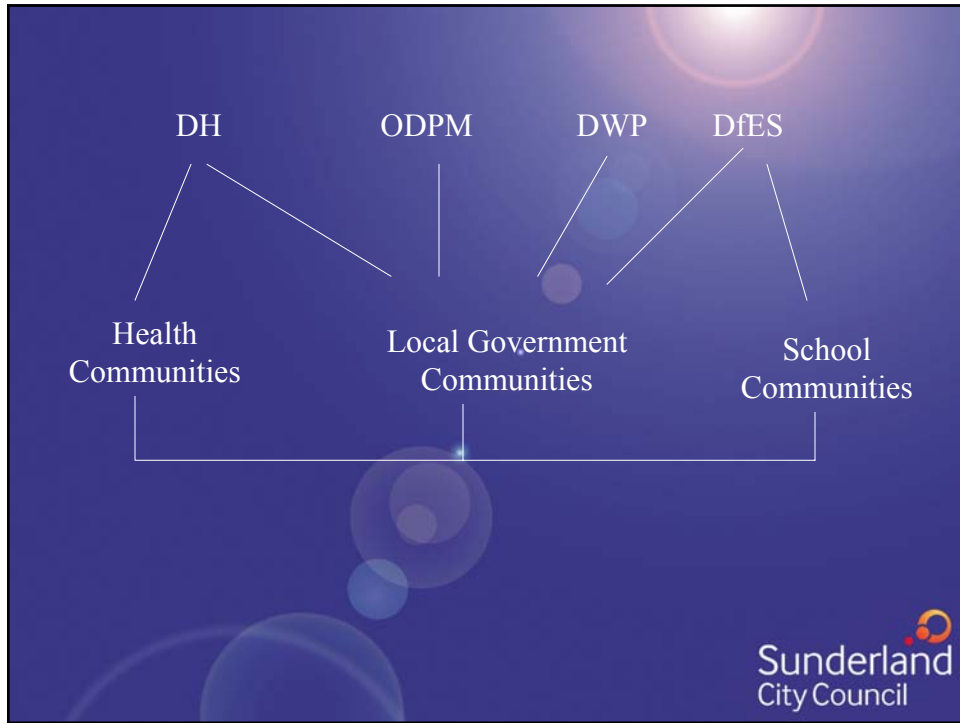 DH ODPM DWP DfES
Health
Communities
Local Government
Communities
School
Communities
Sunderland
City Council